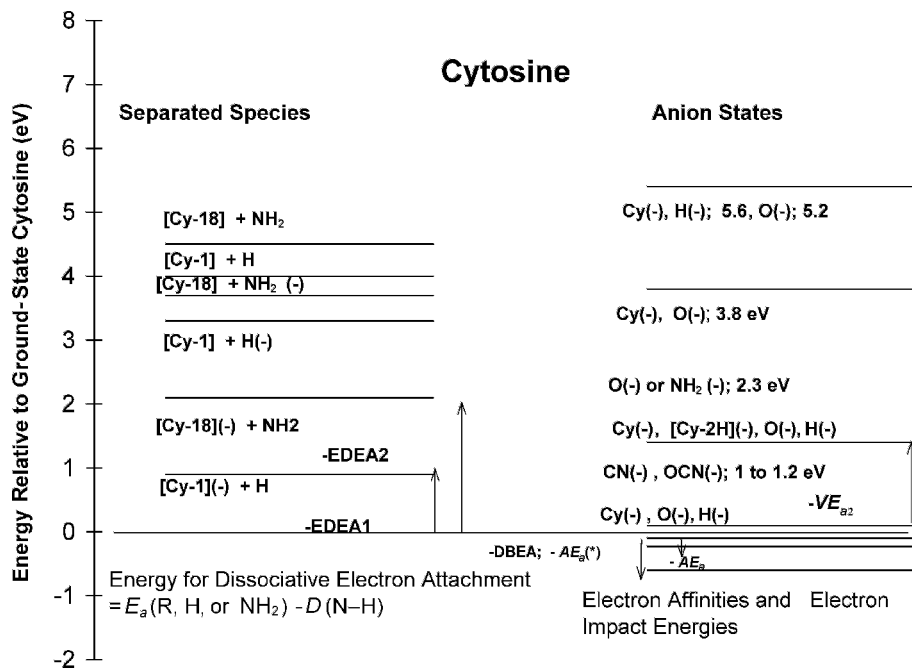 8
Cytosine
7
Separated Species
Anion States
6
5
[Cy-18] + NH₂
Cy(-), H(-); 5.6, O(-); 5.2
[Cy-1] + H
4
[Cy-18] + NH₂ (-)
Cy(-), O(-); 3.8 eV
3
[Cy-1] + H(-)
O(-) or NH₂ (-); 2.3 eV
2
[Cy-18](-) + NH2
Cy(-), [Cy-2H](-), O(-), H(-)
-EDEA2
1
CN(-) , OCN(-); 1 to 1.2 eV
[Cy-1](-) + H
-VEₐ₂
Cy(-) , O(-), H(-)
-EDEA1
0
-DBEA; - AEₐ(*)
- AEₐ
Energy for Dissociative Electron Attachment
=Eₐ(R, H, or NH₂) -D(N–H)
-1
Electron Affinities and Electron
Impact Energies
-2
Energy Relative to Ground-State Cytosine (eV)